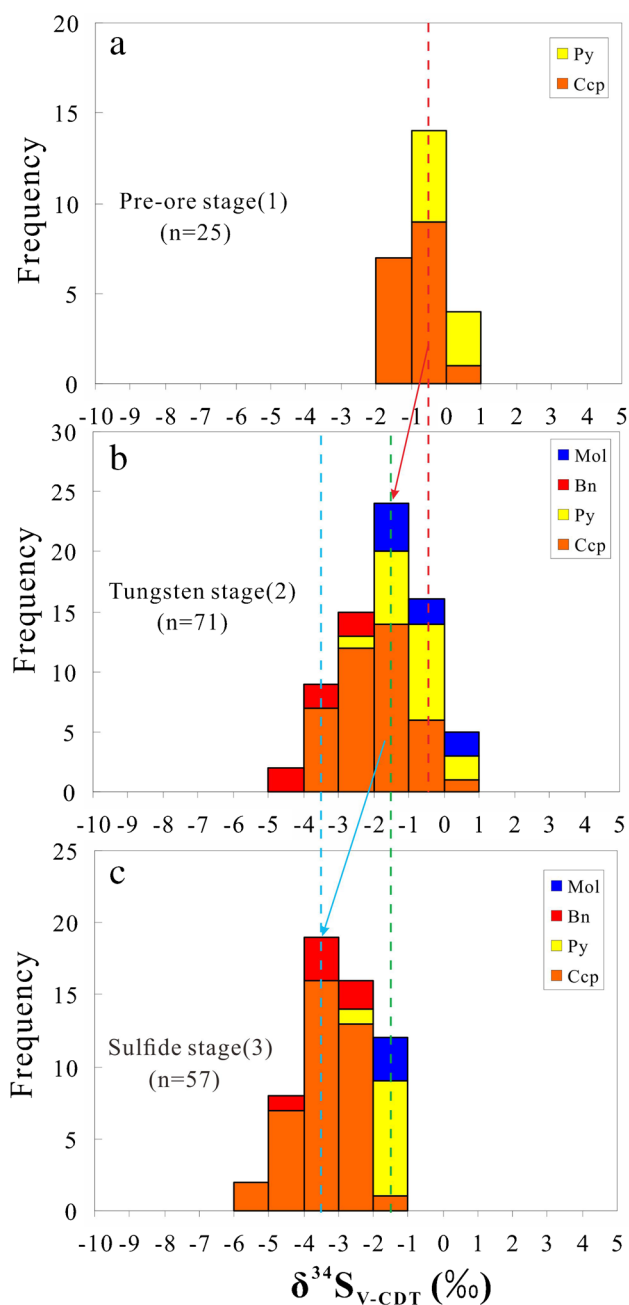 20
a
Py
Ccp
15
Frequency
Pre-ore stage(1)
(n=25)
10
5
0
-10 -9 -8 -7 -6 -5 -4 -3 -2 -1 0 1 2 3 4 5
30
b
Mol
Bn
Py
Ccp
25
20
Frequency
Tungsten stage(2)
(n=71)
15
10
5
0
-10 -9 -8 -7 -6 -5 -4 -3 -2 -1 0 1 2 3 4 5
25
c
Mol
Bn
Py
Ccp
20
15
Frequency
Sulfide stage(3)
(n=57)
10
5
0
-10 -9 -8 -7 -6 -5 -4 -3 -2 -1 0 1 2 3 4 5
δ³⁴S V-CDT (‰)